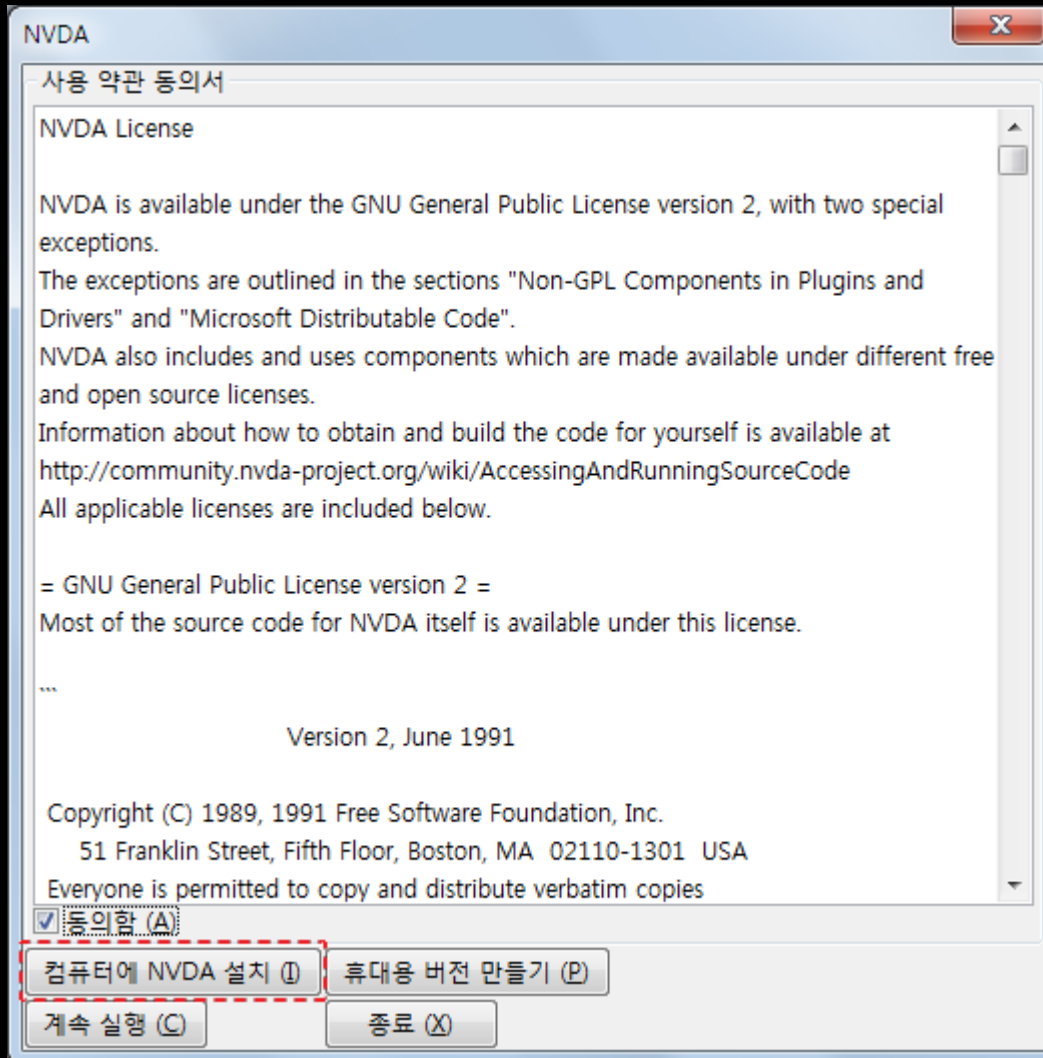 NVDA
사용 약관 동의서
NVDA License
NVDA is available under the GNU General Public License version 2, with two special
exceptions.
The exceptions are outlined in the sections "Non-GPL Components in Plugins and
Drivers" and "Microsoft Distributable Code".
NVDA also includes and uses components which are made available under different free
and open source licenses.
Information about how to obtain and build the code for yourself is available at
http://community.nvda-project.org/wiki/AccessingAndRunningSourceCode
All applicable licenses are included below.
= GNU General Public License version 2 =
Most of the source code for NVDA itself is available under this license.
```
Version 2, June 1991
Copyright (C) 1989, 1991 Free Software Foundation, Inc.
51 Franklin Street, Fifth Floor, Boston, MA  02110-1301  USA
Everyone is permitted to copy and distribute verbatim copies
동의함 (A)
컴퓨터에 NVDA 설치 (I) 휴대용 버전 만들기 (P)
계속 실행 (C) 종료 (X)